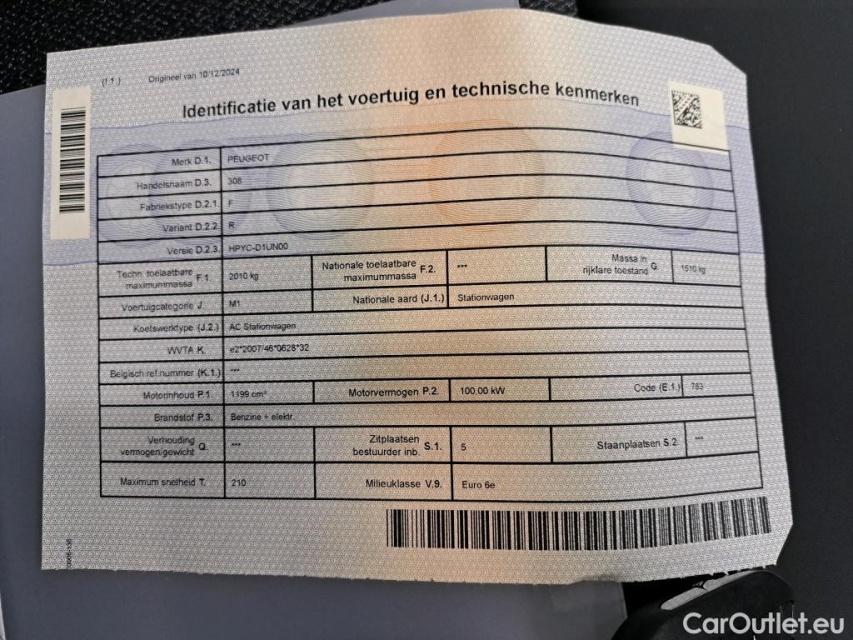 (I.1.) Origineel van 10/12/2024
Identificatie van het voertuig en technische kenmerken
Merk D.1. PEUGEOT
Handelsnaam D.3. 308
Fabriekstype D.2.1. F
Variant D.2.2. R
Versie D.2.3. HPYC-D1UN00
Techn. toelaatbare maximummassa F.1. 2010 kg Nationale toelaatbare maximummassa F.2. --- Massa in rijklare toestand G. 1510 kg
Voertuigcategorie J. M1 Nationale aard (J.1.) Stationwagen
Koetswerktype (J.2.) AC Stationwagen
WVTA K. e2*2007/46*0628*32
Belgisch ref.nummer (K.1.) ---
Motorinhoud P.1. 1199 cm³ Motorvermogen P.2. 100.00 kW Code (E.1.) 783
Brandstof P.3. Benzine + elektr.
Verhouding vermogen/gewicht Q. --- Zitplaatsen bestuurder inb. S.1. 5 Staanplaatsen S.2. ---
Maximum snelheid T. 210 Milieuklasse V.9. Euro 6e
CarOutlet.eu